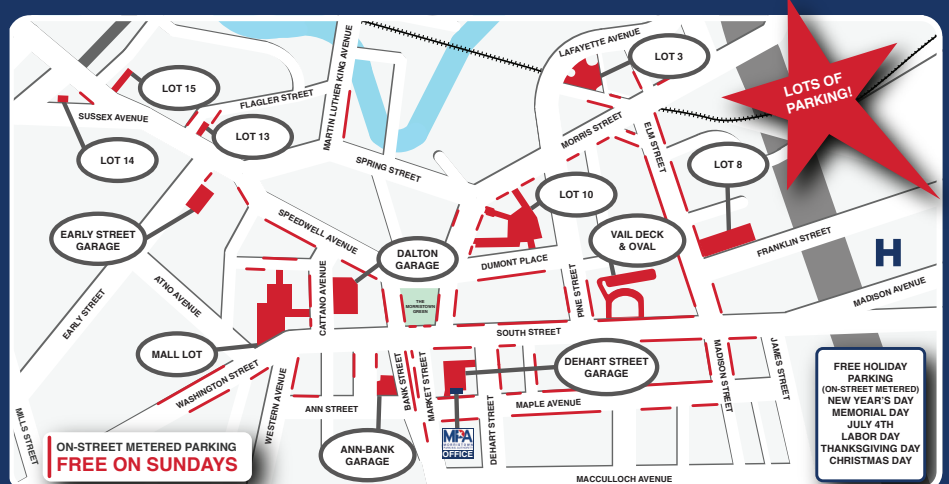 LAFAYETTE AVENUE
LOT 3
LOTS OF
PARKING!
LOT 15
FLAGLER STREET
MARTIN LUTHER KING AVENUE
SUSSEX AVENUE
LOT 13
LOT 14
SPRING STREET
MORRIS STREET
ELM STREET
LOT 8
LOT 10
EARLY STREET
GARAGE
SPEEDWELL AVENUE
DALTON
GARAGE
VAIL DECK
& OVAL
FRANKLIN STREET
H
DUMONT PLACE
PINE STREET
MADISON AVENUE
ATNO AVENUE
EARLY STREET
CATTANO AVENUE
THE
MORRISTOWN
GREEN
SOUTH STREET
MALL LOT
WASHINGTON STREET
WESTERN AVENUE
BANK STREET
MARKET STREET
DEHART STREET
GARAGE
MADISON STREET
JAMES STREET
ANN STREET
MAPLE AVENUE
DEHART STREET
MILLS STREET
ANN-BANK
GARAGE
MPA
OFFICE
MACCULLOCH AVENUE
ON-STREET METERED PARKING
FREE ON SUNDAYS
FREE HOLIDAY
PARKING
(ON-STREET METERED)
NEW YEAR'S DAY
MEMORIAL DAY
JULY 4TH
LABOR DAY
THANKSGIVING DAY
CHRISTMAS DAY